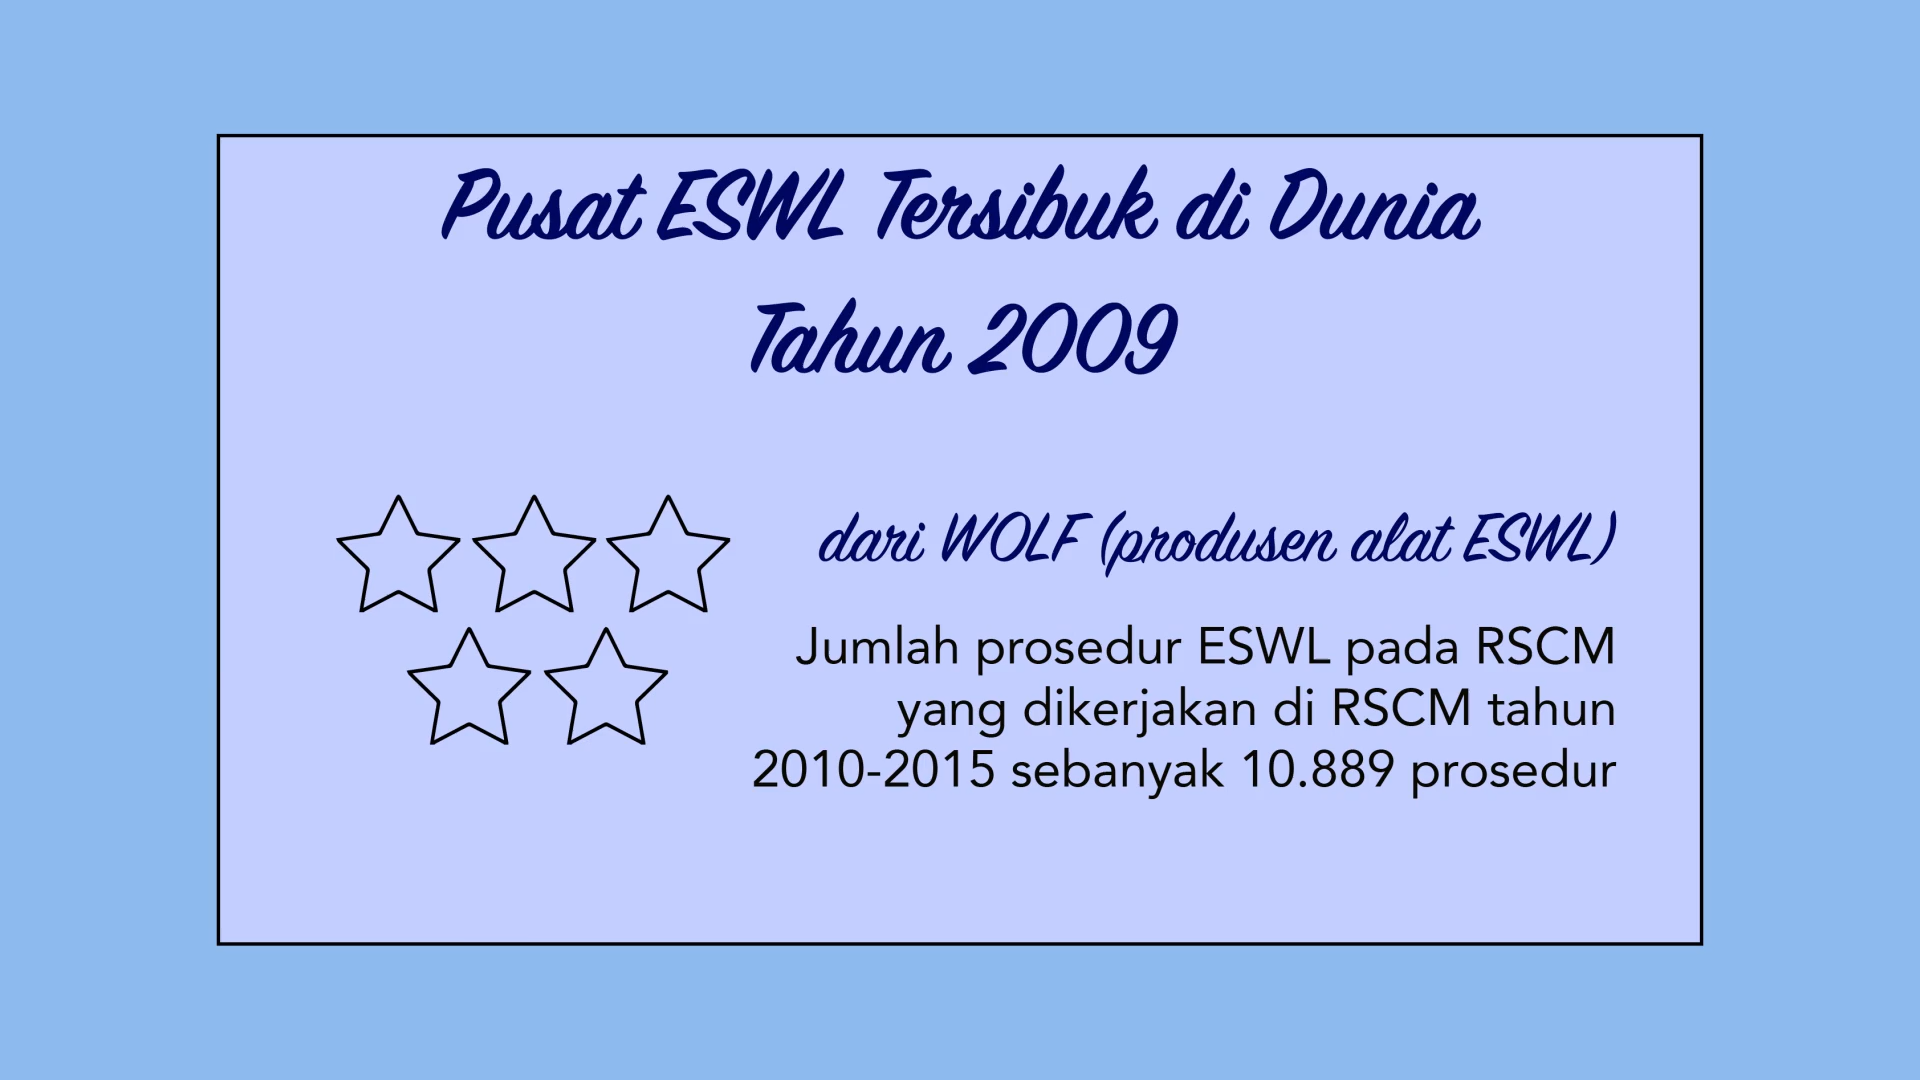 Pusat ESWL Tersibuk di Dunia
Tahun 2009
dari WOLF (produsen alat ESWL)
Jumlah prosedur ESWL pada RSCM
yang dikerjakan di RSCM tahun
2010-2015 sebanyak 10.889 prosedur